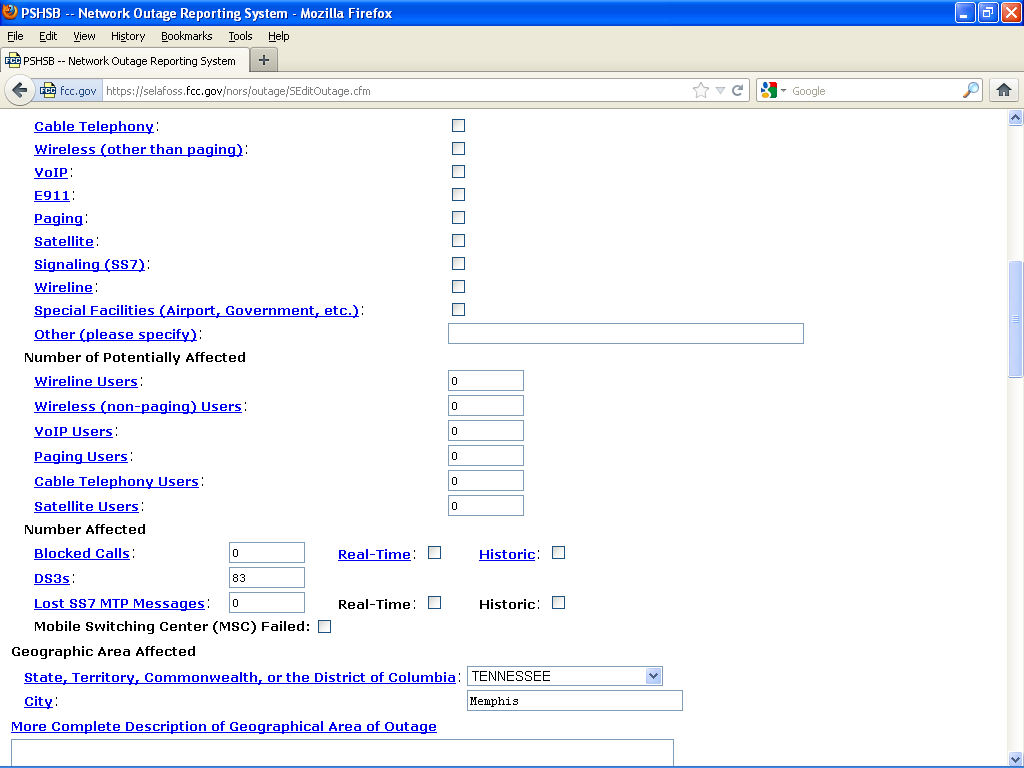 PSHSB -- Network Outage Reporting System - Mozilla Firefox
File Edit View History Bookmarks Tools Help
FCC PSHSB -- Network Outage Reporting System +
FCC fcc.gov https://selafoss.fcc.gov/nors/outage/SEditOutage.cfm Google
Cable Telephony:
Wireless (other than paging):
VoIP:
E911:
Paging:
Satellite:
Signaling (SS7):
Wireline:
Special Facilities (Airport, Government, etc.):
Other (please specify):
Number of Potentially Affected
Wireline Users: 0
Wireless (non-paging) Users: 0
VoIP Users: 0
Paging Users: 0
Cable Telephony Users: 0
Satellite Users: 0
Number Affected
Blocked Calls: 0 Real-Time: Historic:
DS3s: 83
Lost SS7 MTP Messages: 0 Real-Time: Historic:
Mobile Switching Center (MSC) Failed:
Geographic Area Affected
State, Territory, Commonwealth, or the District of Columbia: TENNESSEE
City: Memphis
More Complete Description of Geographical Area of Outage